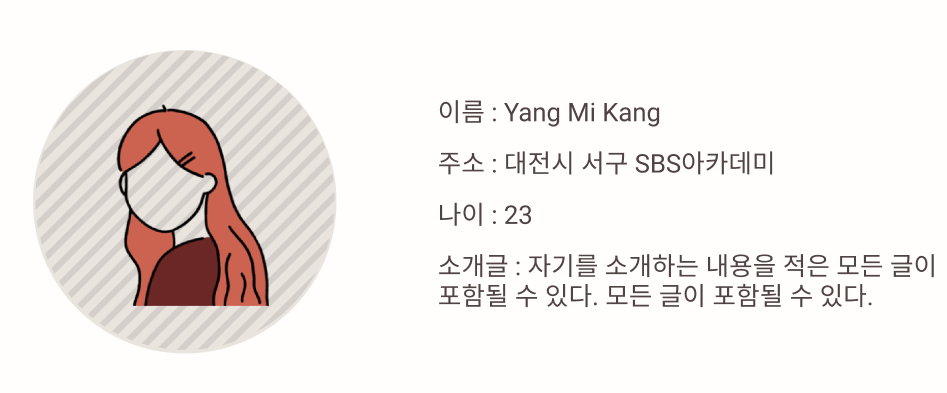 이름 : Yang Mi Kang
주소 : 대전시 서구 SBS아카데미
나이 : 23
소개글 : 자기를 소개하는 내용을 적은 모든 글이
포함될 수 있다. 모든 글이 포함될 수 있다.